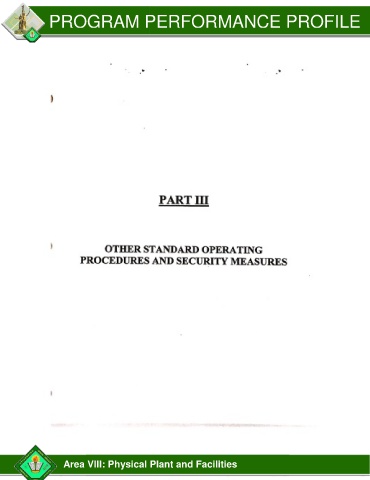 PROGRAM PERFORMANCE PROFILE
PART III
OTHER STANDARD OPERATING
PROCEDURES AND SECURITY MEASURES
Area VIII: Physical Plant and Facilities